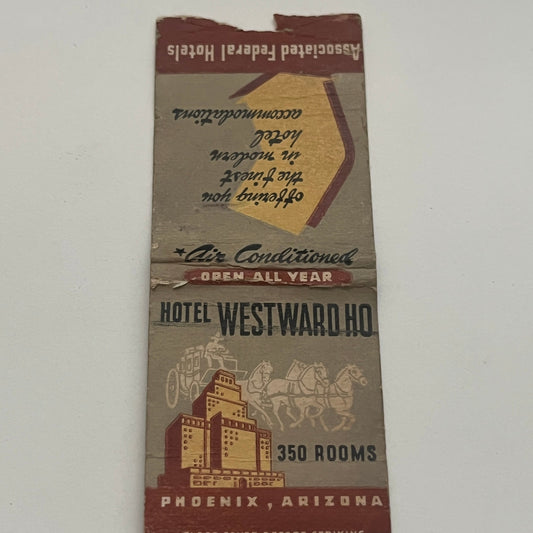 Associated Federal Hotels
offering you
the finest
in modern
hotel
accommodations
*Air Conditioned
OPEN ALL YEAR
HOTEL WESTWARD HO
350 ROOMS
PHOENIX, ARIZONA